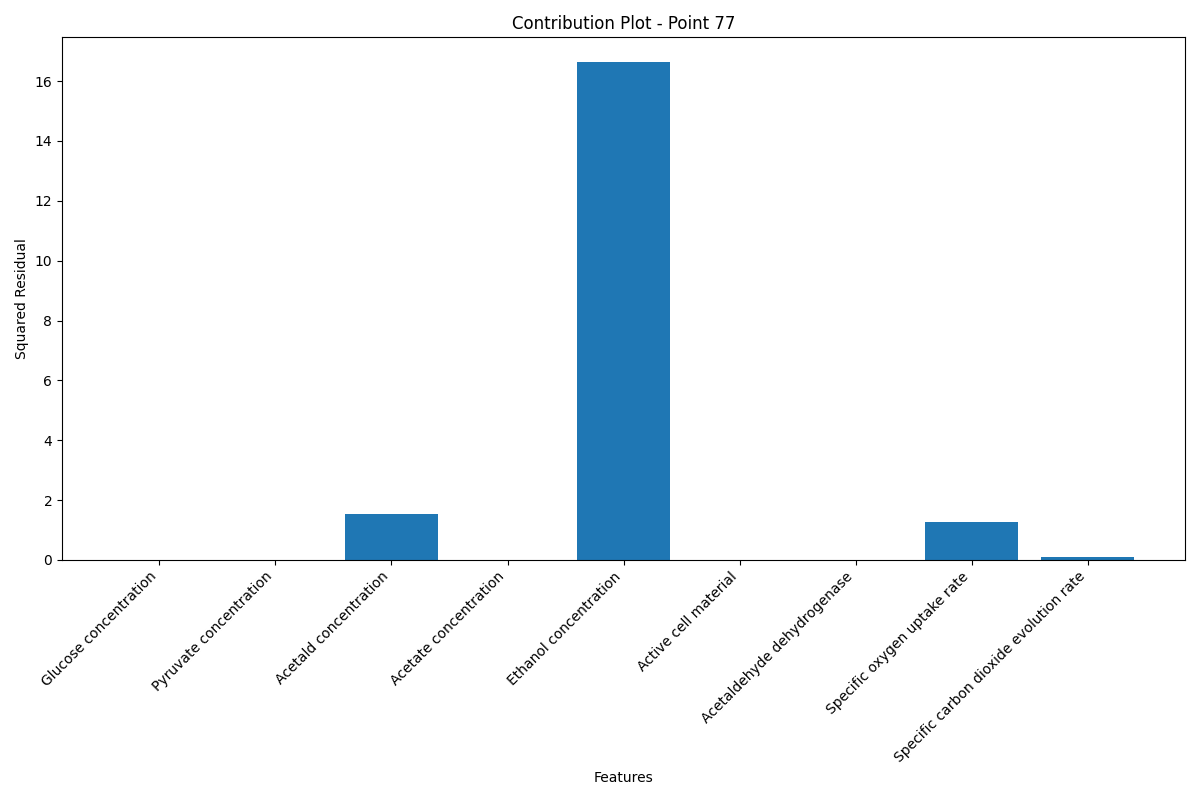 Contribution Plot - Point 77
Squared Residual
16
14
12
10
8
6
4
2
0
Glucose concentration
Pyruvate concentration
Acetald concentration
Acetate concentration
Ethanol concentration
Active cell material
Acetaldehyde dehydrogenase
Specific oxygen uptake rate
Specific carbon dioxide evolution rate
Features